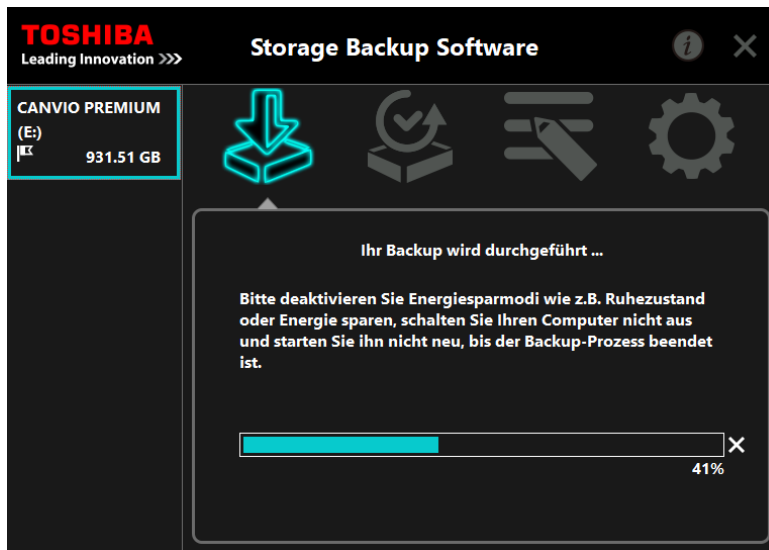 TOSHIBA
Leading Innovation >>>
Storage Backup Software
i
CANVIO PREMIUM
(E:)
931.51 GB
Ihr Backup wird durchgeführt ...
Bitte deaktivieren Sie Energiesparmodi wie z.B. Ruhezustand
oder Energie sparen, schalten Sie Ihren Computer nicht aus
und starten Sie ihn nicht neu, bis der Backup-Prozess beendet
ist.
41%